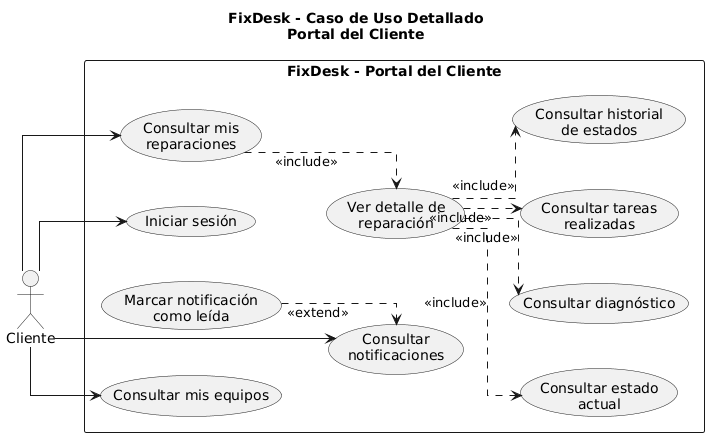 FixDesk - Caso de Uso Detallado
Portal del Cliente
FixDesk - Portal del Cliente
Consultar historial
de estados
Consultar mis
reparaciones
«include»
«include»
Ver detalle de
reparación
«include»
Consultar tareas
realizadas
Iniciar sesión
«include»
Marcar notificación
como leída
«extend»
«include»
Consultar diagnóstico
Cliente
Consultar
notificaciones
Consultar mis equipos
Consultar estado
actual